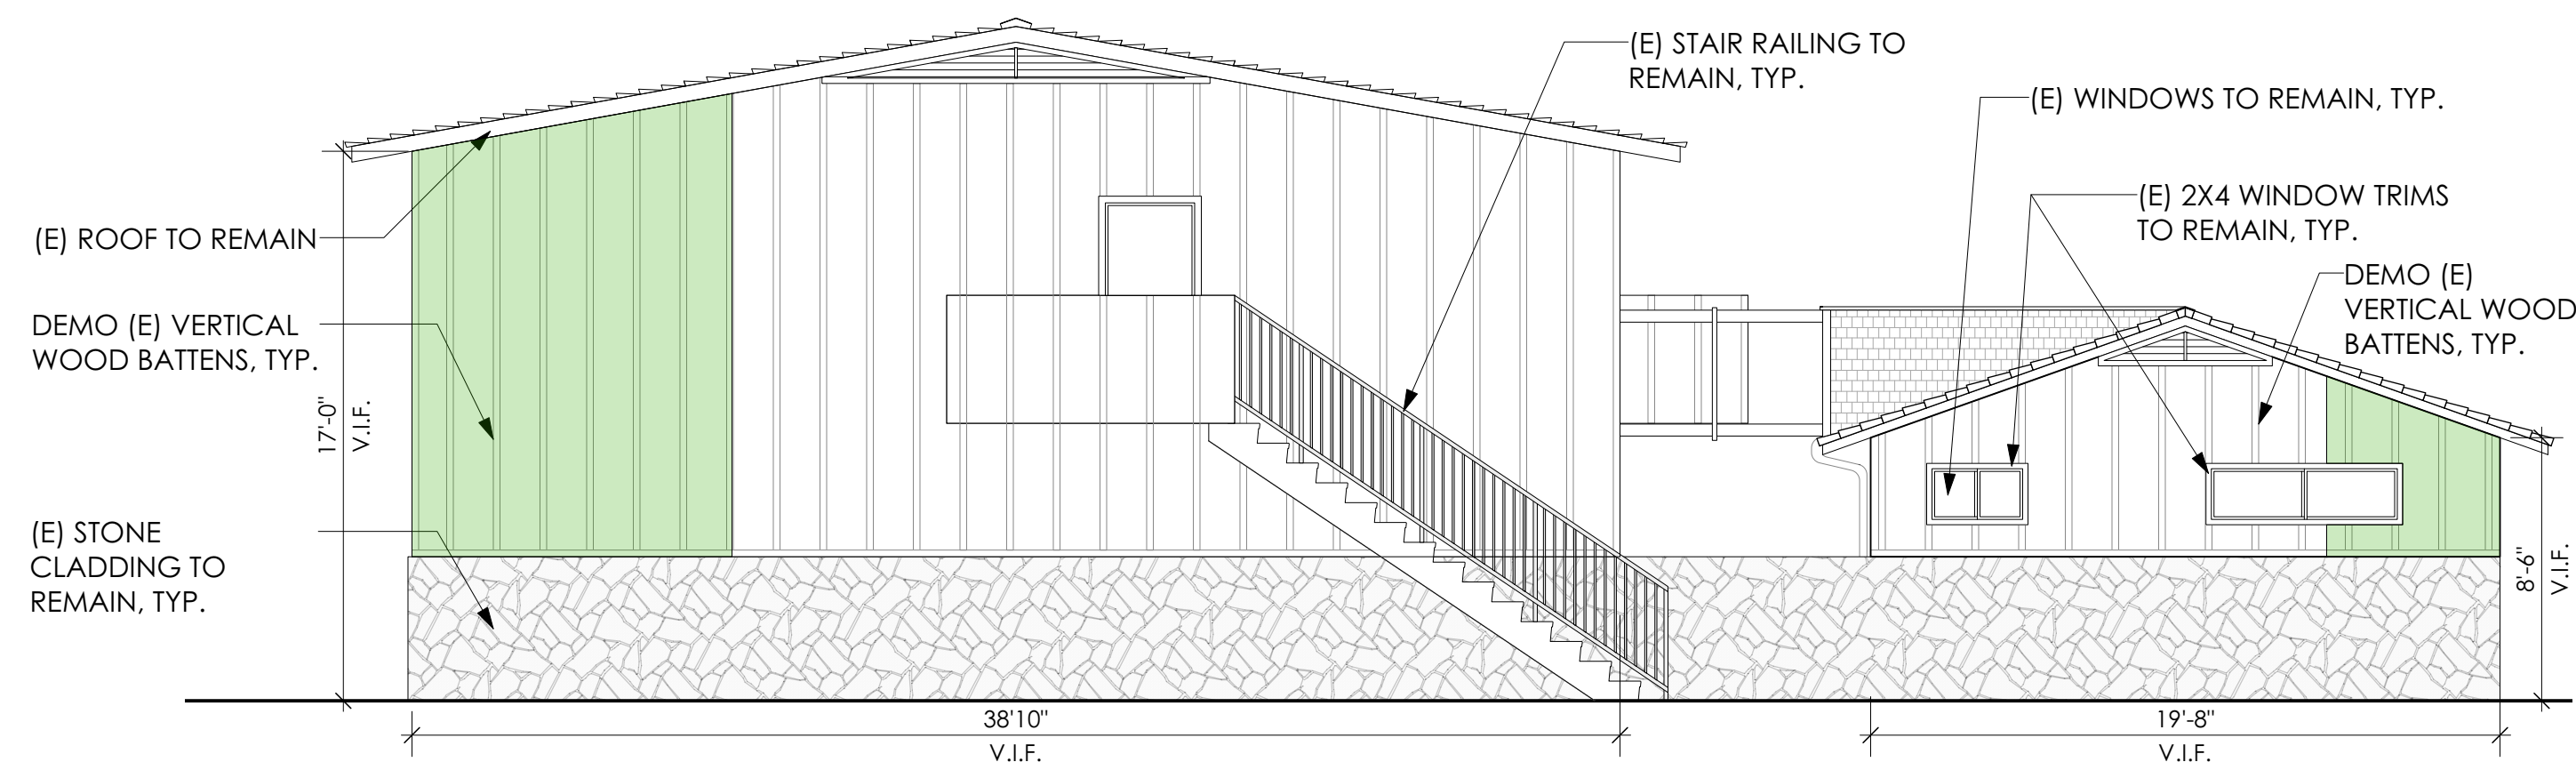 (E) STAIR RAILING TO
REMAIN, TYP.
(E) WINDOWS TO REMAIN, TYP.
(E) 2X4 WINDOW TRIMS
TO REMAIN, TYP.
(E) ROOF TO REMAIN
DEMO (E)
VERTICAL WOOD
BATTENS, TYP.
DEMO (E) VERTICAL
WOOD BATTENS, TYP.
17'-0"
V.I.F.
(E) STONE
CLADDING TO
REMAIN, TYP.
8'-6"
V.I.F.
38'10"
V.I.F.
19'-8"
V.I.F.